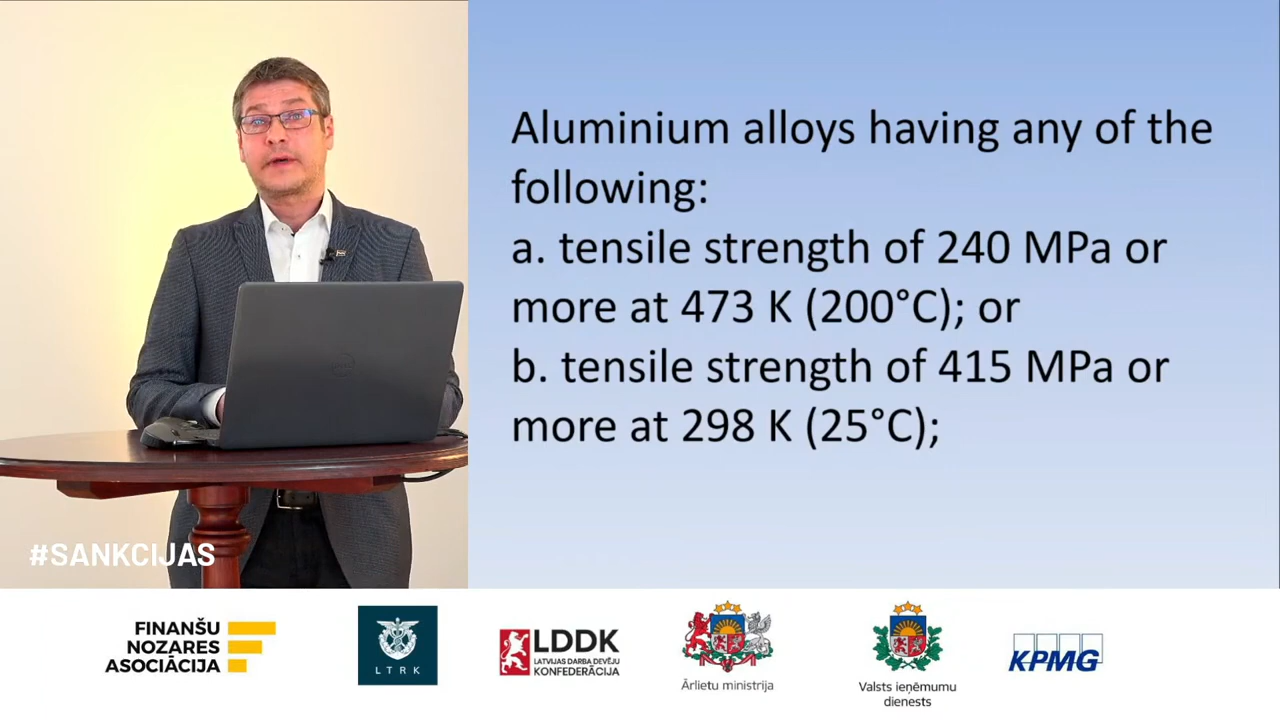 Aluminium alloys having any of the
following:
a. tensile strength of 240 MPa or
more at 473 K (200°C); or
b. tensile strength of 415 MPa or
more at 298 K (25°C);
#SANKCIJAS
FINANŠU
NOZARES
ASOCIĀCIJA
LTRK
LDDK
LATVIJAS DARBA DEVĒJU
KONFEDERĀCIJA
Ārlietu ministrija
Valsts ieņēmumu
dienests
KPMG